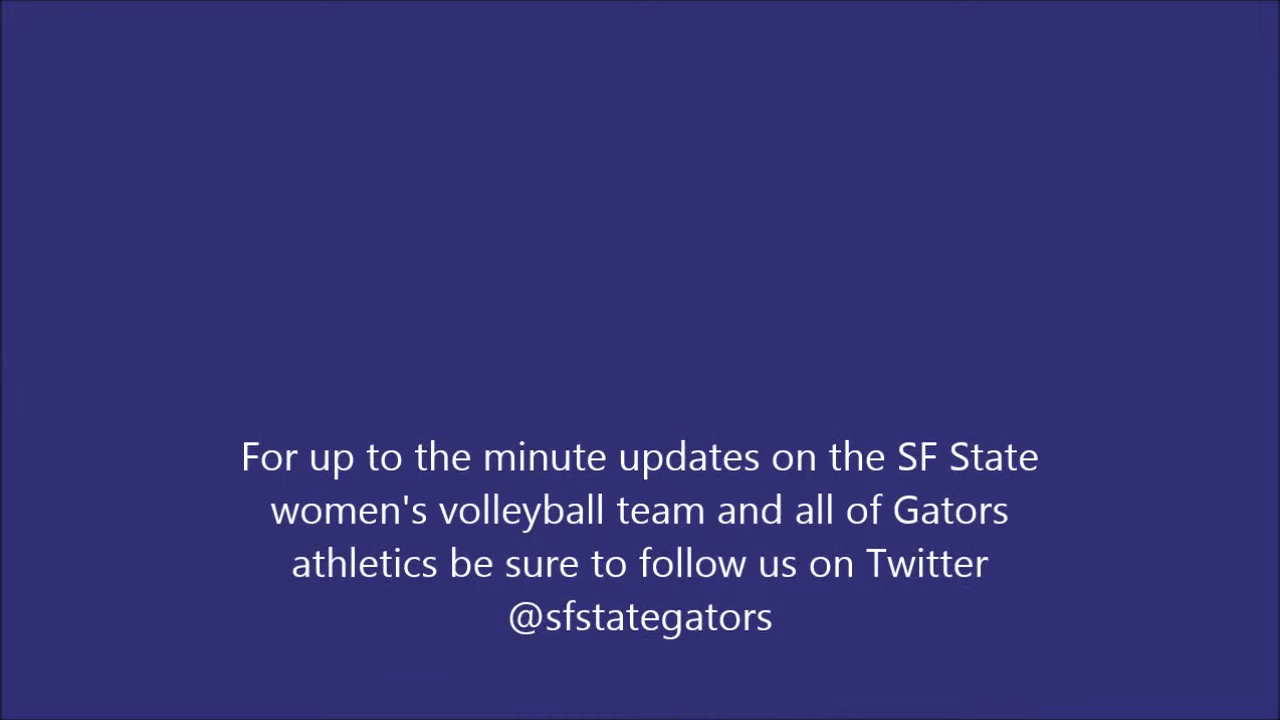 For up to the minute updates on the SF State
women's volleyball team and all of Gators
athletics be sure to follow us on Twitter
@sfstategators